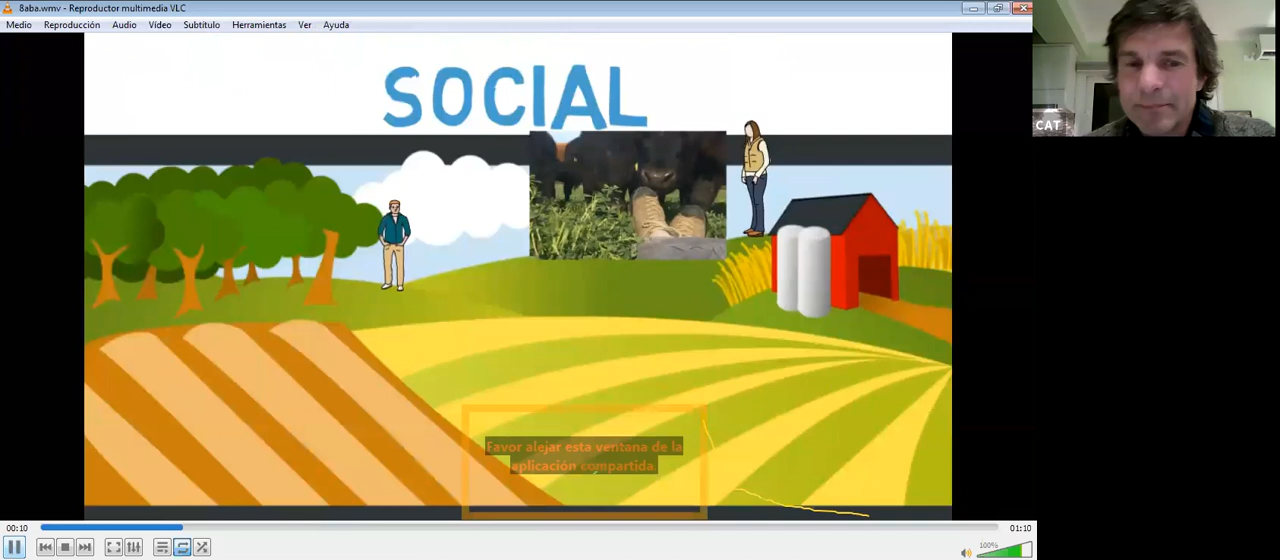 8aba.wmv - Reproductor multimedia VLC
Medio Reproducción Audio Vídeo Subtítulo Herramientas Ver Ayuda
SOCIAL
CAT
Favor alejar esta ventana de la
aplicación compartida.
00:10
01:10
100%